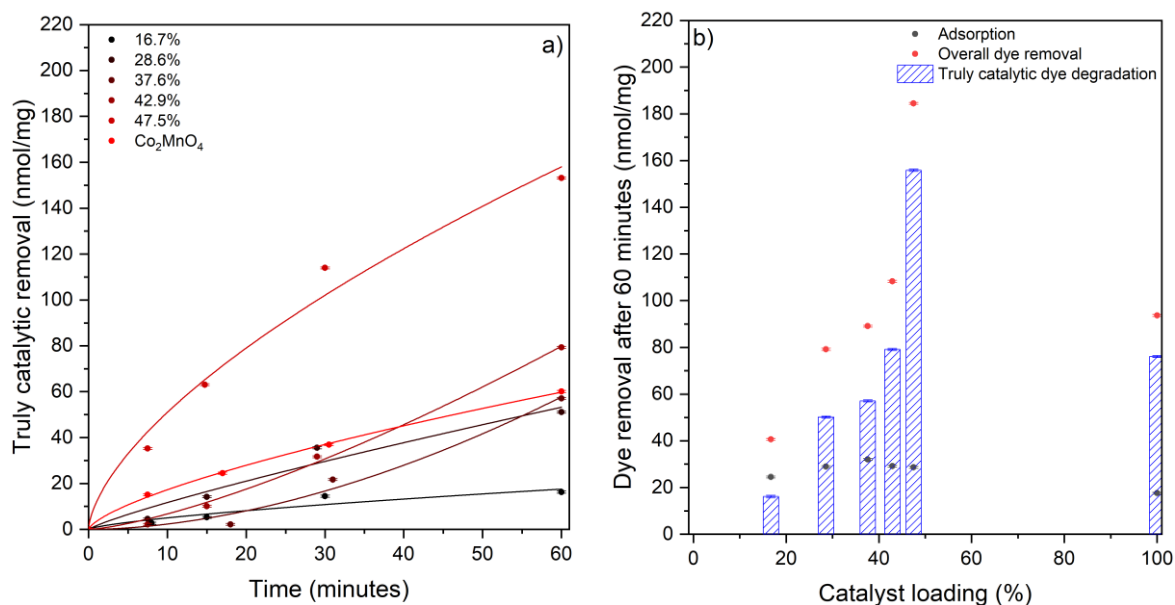 a)
16.7%
28.6%
37.6%
42.9%
47.5%
Co₂MnO₄
220
200
180
160
140
120
100
80
60
40
20
0
Truly catalytic removal (nmol/mg)
0 10 20 30 40 50 60
Time (minutes)
b)
Adsorption
Overall dye removal
Truly catalytic dye degradation
220
200
180
160
140
120
100
80
60
40
20
0
Dye removal after 60 minutes (nmol/mg)
0 20 40 60 80 100
Catalyst loading (%)